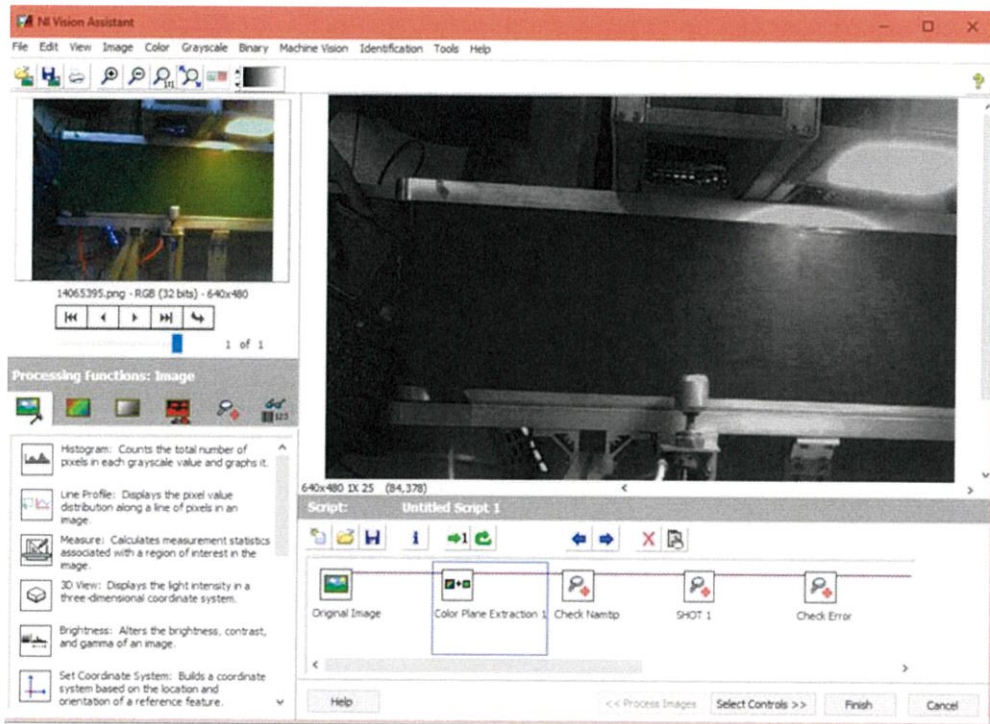 NI Vision Assistant
File Edit View Image Color Grayscale Binary Machine Vision Identification Tools Help
14065395.png - RGB (32 bits) - 640x480
1 of 1
Processing Functions: Image
Histogram: Counts the total number of
pixels in each grayscale value and graphs it.
Line Profile: Displays the pixel value
distribution along a line of pixels in an
image.
Measure: Calculates measurement statistics
associated with a region of interest in the
image.
3D View: Displays the light intensity in a
three-dimensional coordinate system.
Brightness: Alters the brightness, contrast,
and gamma of an image.
Set Coordinate System: Builds a coordinate
system based on the location and
orientation of a reference feature.
640x480 1X 25 (84,378)
Script: Untitled Script 1
Original Image
Color Plane Extraction 1
Check Namtip
SHOT 1
Check Error
Help
<< Process Images
Select Controls >>
Finish
Cancel